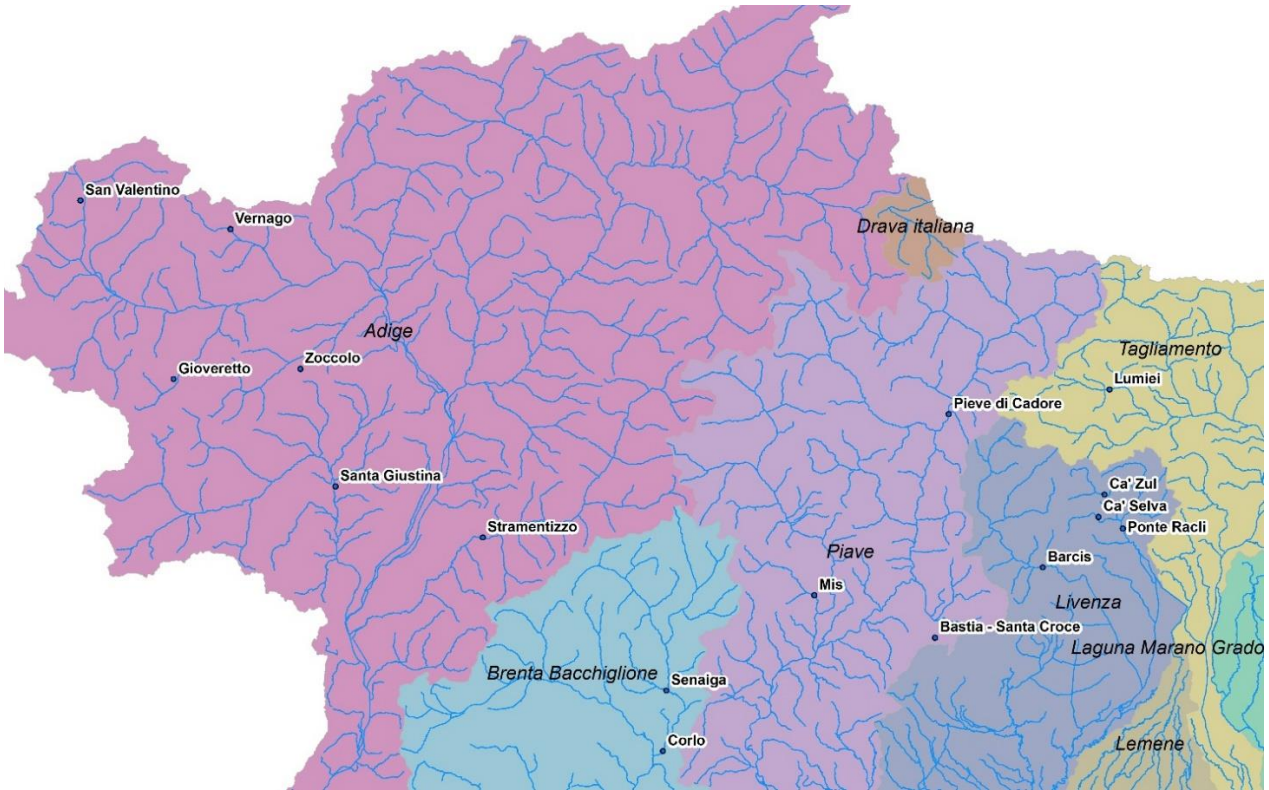 San Valentino
Vernago
Drava italiana
Adige
Tagliamento
Zoccolo
Gioveretto
Lumiei
Pieve di Cadore
Santa Giustina
Ca' Zul
Ca' Selva
Stramentizzo
Ponte Racli
Piave
Barcis
Mis
Livenza
Bastia - Santa Croce
Laguna Marano Grado
Brenta Bacchiglione
Senaiga
Corlo
Lemene